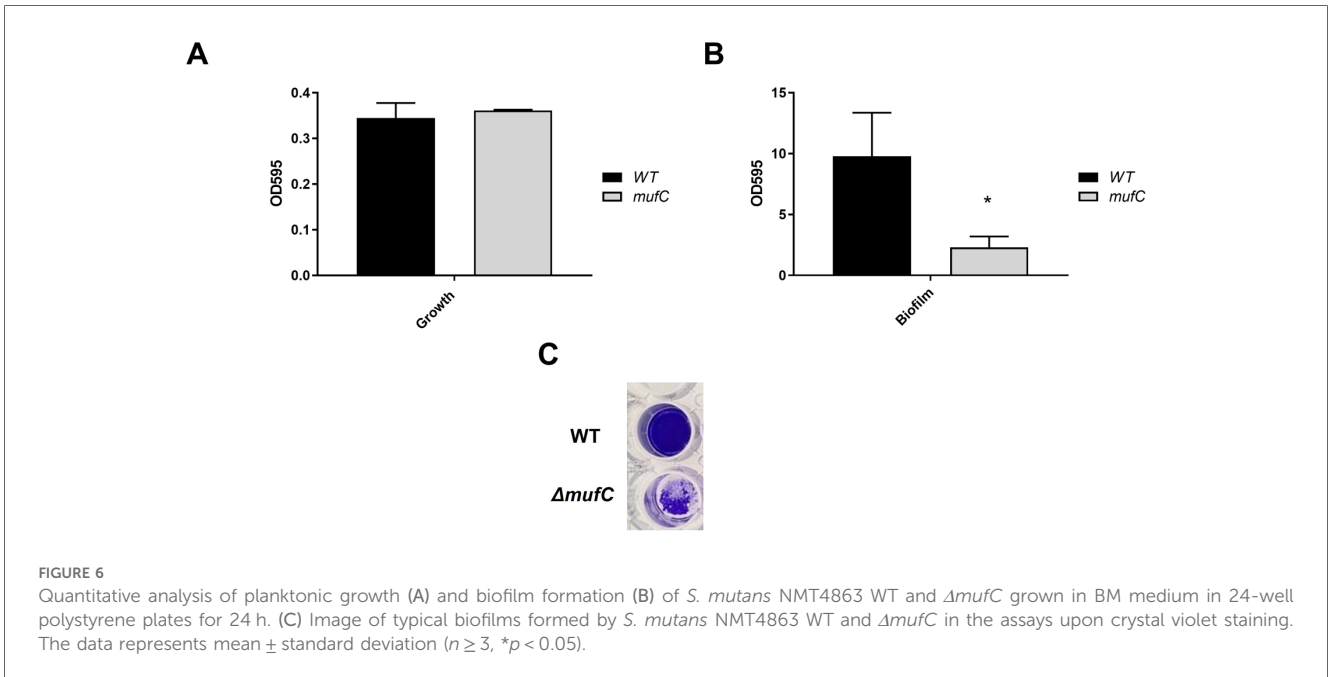 A
0.4
0.3
0.2
0.1
0.0
OD595
Growth
WT
mufC
B
15
10
5
0
OD595
*
Biofilm
WT
mufC
C
WT
ΔmufC
FIGURE 6
Quantitative analysis of planktonic growth (A) and biofilm formation (B) of S. mutans NMT4863 WT and ΔmufC grown in BM medium in 24-well
polystyrene plates for 24 h. (C) Image of typical biofilms formed by S. mutans NMT4863 WT and ΔmufC in the assays upon crystal violet staining.
The data represents mean ± standard deviation (n ≥ 3, *p < 0.05).